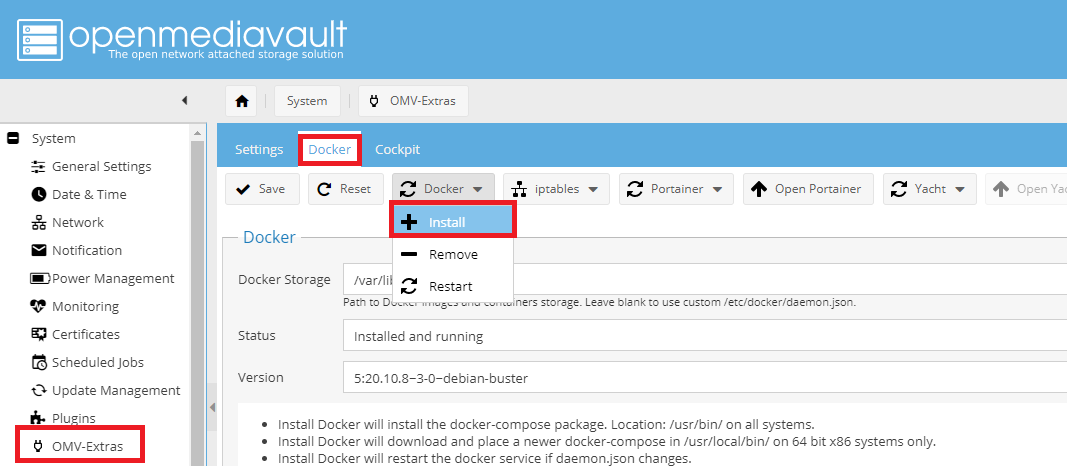 openmediavault
The open network attached storage solution
System
OMV-Extras
System
General Settings
Date & Time
Network
Notification
Power Management
Monitoring
Certificates
Scheduled Jobs
Update Management
Plugins
OMV-Extras
Settings
Docker
Cockpit
Save
Reset
Docker
iptables
Portainer
Open Portainer
Yacht
Open Yac
Install
Remove
Restart
Docker
Docker Storage
/var/lib
Path to Docker images and containers storage. Leave blank to use custom /etc/docker/daemon.json.
Status
Installed and running
Version
5:20.10.8~3-0~debian-buster
• Install Docker will install the docker-compose package. Location: /usr/bin/ on all systems.
• Install Docker will download and place a newer docker-compose in /usr/local/bin/ on 64 bit x86 systems only.
• Install Docker will restart the docker service if daemon.json changes.